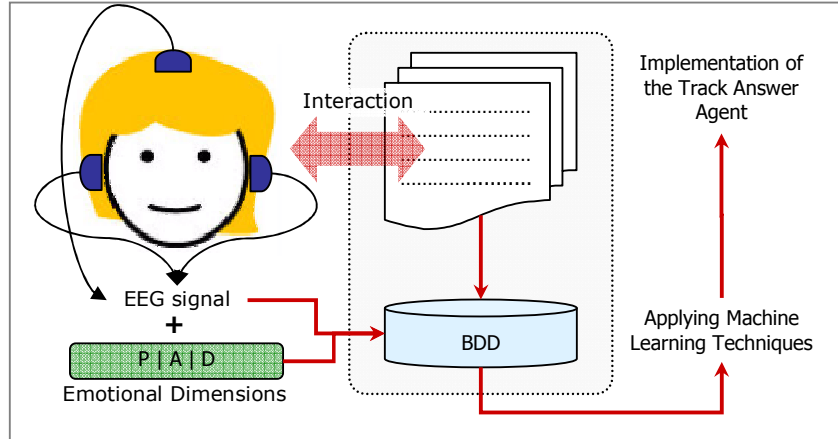 Interaction
Implementation of
the Track Answer
Agent
EEG signal
+
P | A | D
Emotional Dimensions
BDD
Applying Machine
Learning Techniques